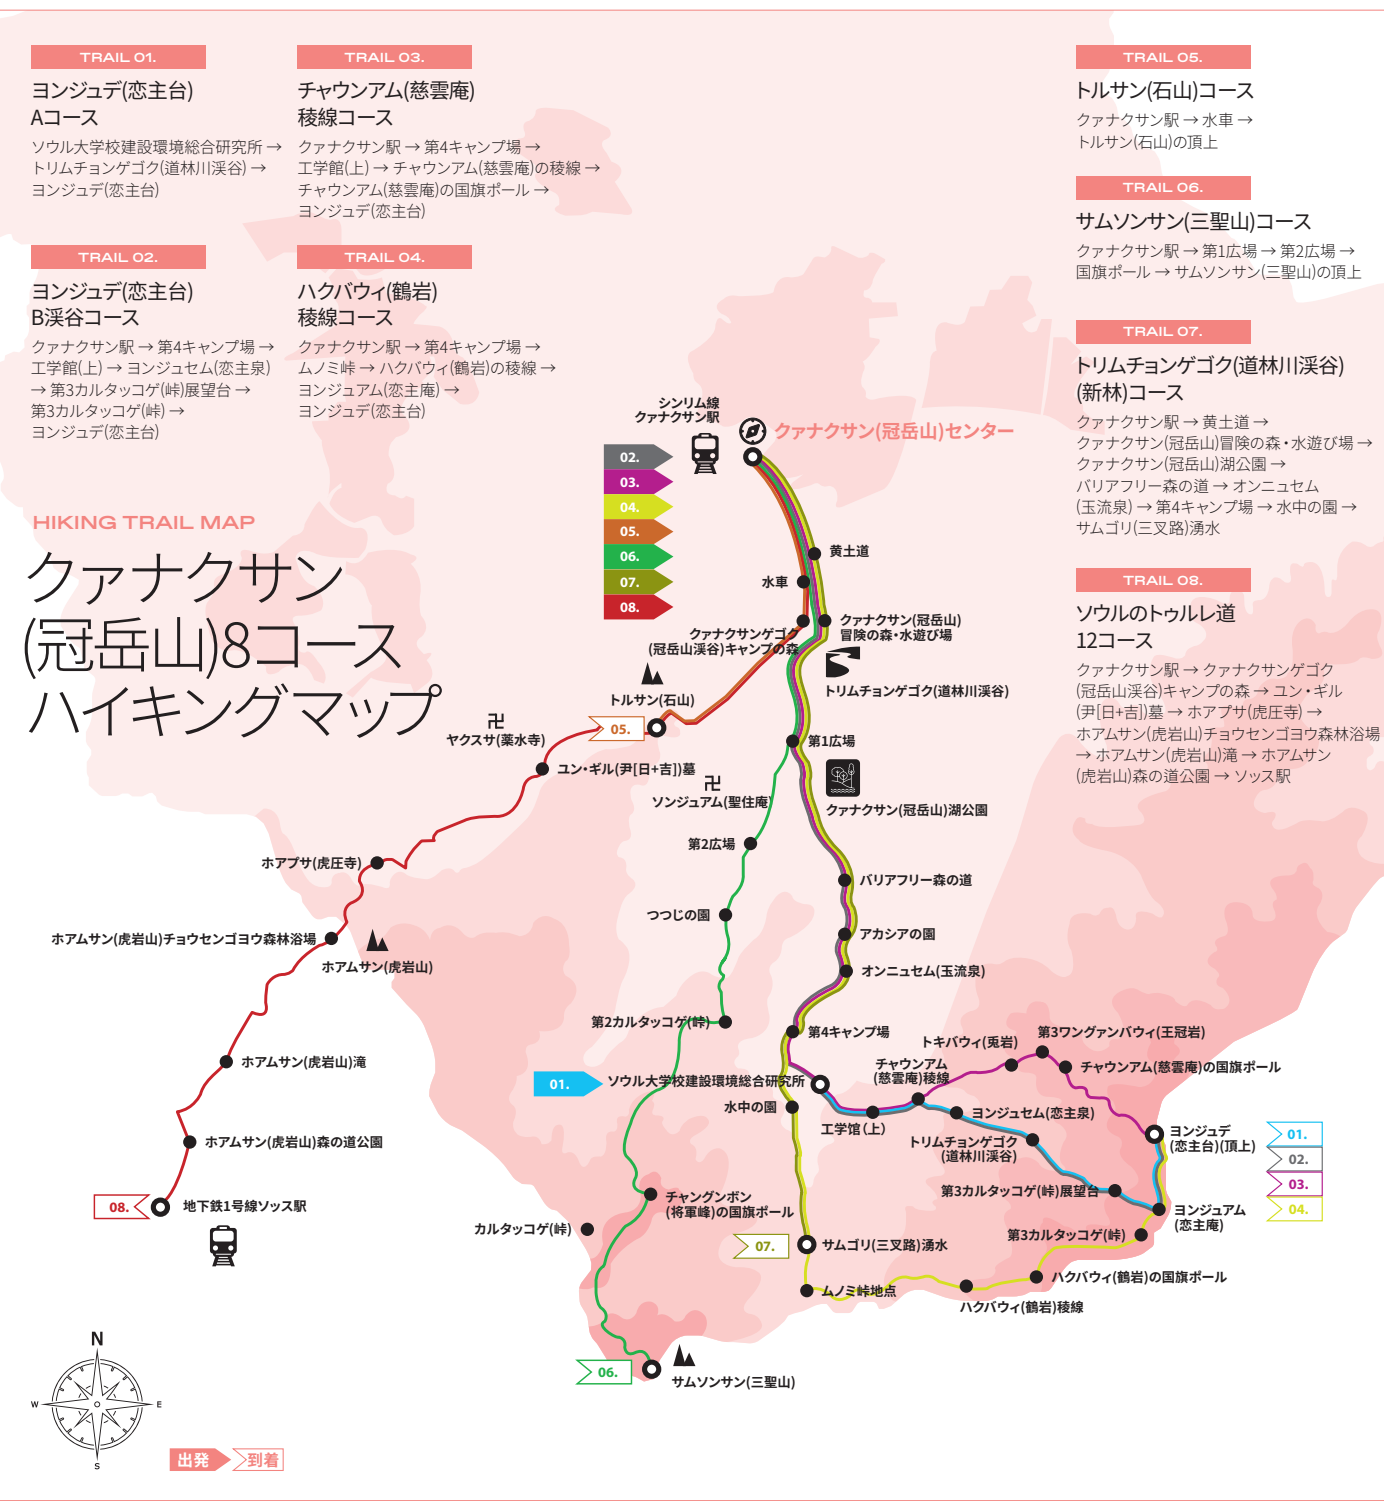 TRAIL 01.
ヨンジュデ(恋主台)
Aコース
ソウル大学校建設環境総合研究所 →
トリムチョンゲゴク(道林川渓谷) →
ヨンジュデ(恋主台)
TRAIL 02.
ヨンジュデ(恋主台)
B渓谷コース
クァナクサン駅 → 第4キャンプ場 →
工学館(上) → ヨンジュセム(恋主泉)
→ 第3カルタッコゲ(峠)展望台 →
第3カルタッコゲ(峠) →
ヨンジュデ(恋主台)
TRAIL 03.
チャウンアム(慈雲庵)
稜線コース
クァナクサン駅 → 第4キャンプ場 →
工学館(上) → チャウンアム(慈雲庵)の稜線 →
チャウンアム(慈雲庵)の国旗ポール →
ヨンジュデ(恋主台)
TRAIL 04.
ハクバウィ(鶴岩)
稜線コース
クァナクサン駅 → 第4キャンプ場 →
ムノミ峠 → ハクバウィ(鶴岩)の稜線 →
ヨンジュアム(恋主庵) →
ヨンジュデ(恋主台)
TRAIL 05.
トルサン(石山)コース
クァナクサン駅 → 水車 →
トルサン(石山)の頂上
TRAIL 06.
サムソンサン(三聖山)コース
クァナクサン駅 → 第1広場 → 第2広場 →
国旗ポール → サムソンサン(三聖山)の頂上
TRAIL 07.
トリムチョンゲゴク(道林川渓谷)
(新林)コース
クァナクサン駅 → 黄土道 →
クァナクサン(冠岳山)冒険の森・水遊び場 →
クァナクサン(冠岳山)湖公園 →
バリアフリー森の道 → オンニュセム
(玉流泉) → 第4キャンプ場 → 水中の園 →
サムゴリ(三叉路)湧水
TRAIL 08.
ソウルのトゥルレ道
12コース
クァナクサン駅 → クァナクサンゲゴク
(冠岳山渓谷)キャンプの森 → ユン・ギル
(尹[日+吉])墓 → ホアプサ(虎圧寺) →
ホアムサン(虎岩山)チョウセンゴヨウ森林浴場
→ ホアムサン(虎岩山)滝 → ホアムサン
(虎岩山)森の道公園 → ソッス駅
HIKING TRAIL MAP
クァナクサン
(冠岳山)8コース
ハイキングマップ
シンリム線
クァナクサン駅
クァナクサン(冠岳山)センター
02.
03.
04.
05.
06.
07.
08.
黄土道
水車
クァナクサン(冠岳山)
冒険の森・水遊び場
クァナクサンゲゴク
(冠岳山渓谷)キャンプの森
トリムチョンゲゴク(道林川渓谷)
トルサン(石山)
05.
卍
ヤクスサ(薬水寺)
第1広場
ユン・ギル(尹[日+吉])墓
卍
ソンジュアム(聖住庵)
クァナクサン(冠岳山)湖公園
第2広場
ホアプサ(虎圧寺)
バリアフリー森の道
つつじの園
アカシアの園
ホアムサン(虎岩山)チョウセンゴヨウ森林浴場
ホアムサン(虎岩山)
オンニュセム(玉流泉)
第2カルタッコゲ(峠)
第4キャンプ場
第3ワングァンバウィ(王冠岩)
トキバウィ(兎岩)
チャウンアム
(慈雲庵)稜線
チャウンアム(慈雲庵)の国旗ポール
ホアムサン(虎岩山)滝
01.
ソウル大学校建設環境総合研究所
水中の園
工学館(上)
ヨンジュセム(恋主泉)
トリムチョンゲゴク
(道林川渓谷)
ヨンジュデ
(恋主台)(頂上)
01.
02.
03.
04.
ホアムサン(虎岩山)森の道公園
第3カルタッコゲ(峠)展望台
チャングンボン
(将軍峰)の国旗ポール
ヨンジュアム
(恋主庵)
08.
地下鉄1号線ソッス駅
カルタッコゲ(峠)
07.
サムゴリ(三叉路)湧水
第3カルタッコゲ(峠)
ハクバウィ(鶴岩)の国旗ポール
ムノミ峠地点
ハクバウィ(鶴岩)稜線
06.
サムソンサン(三聖山)
N
W
E
S
出発
到着